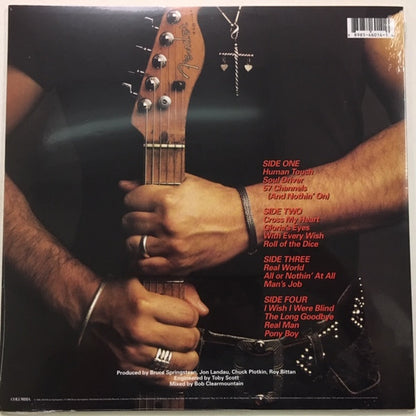 Fender
SIDE ONE
Human Touch
Soul Driver
57 Channels
(And Nothin' On)
SIDE TWO
Cross My Heart
Gloria's Eyes
With Every Wish
Roll of the Dice
SIDE THREE
Real World
All or Nothin' At All
Man's Job
SIDE FOUR
I Wish I Were Blind
The Long Goodbye
Real Man
Pony Boy
Produced by Bruce Springsteen, Jon Landau, Chuck Plotkin, Roy Bittan
Engineered by Toby Scott
Mixed by Bob Clearmountain
COLUMBIA